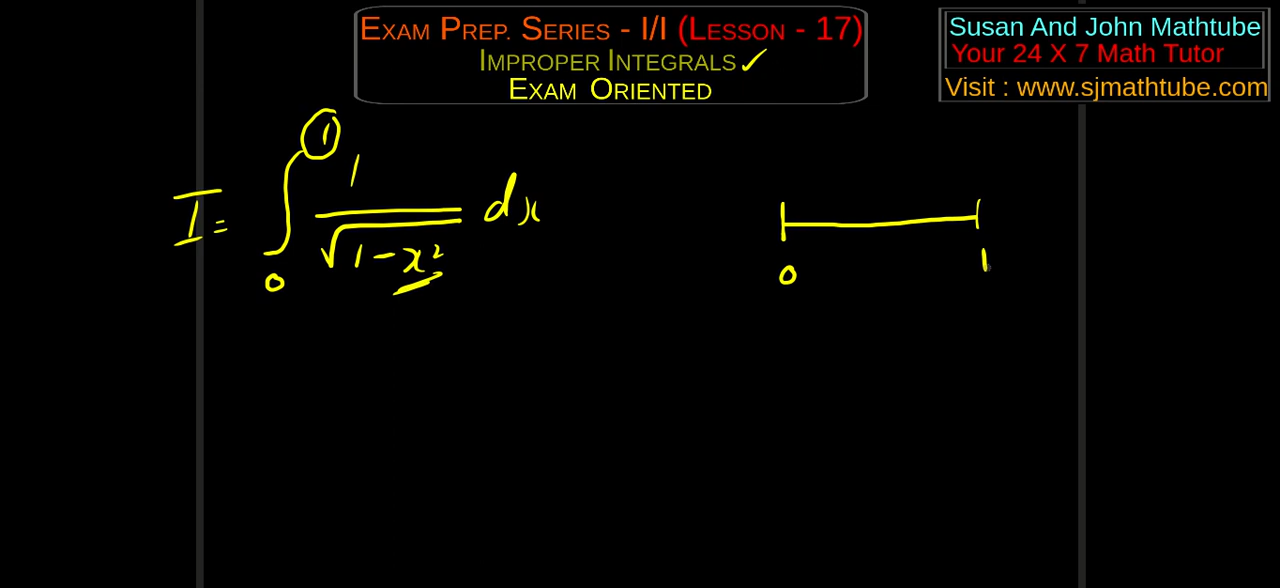 Exam Prep. Series - I/I (Lesson - 17)
Improper Integrals ✓
Exam Oriented
Susan And John Mathtube
Your 24 X 7 Math Tutor
Visit : www.sjmathtube.com
I = ∫₀¹ 1/√(1-x²) dx
0 1